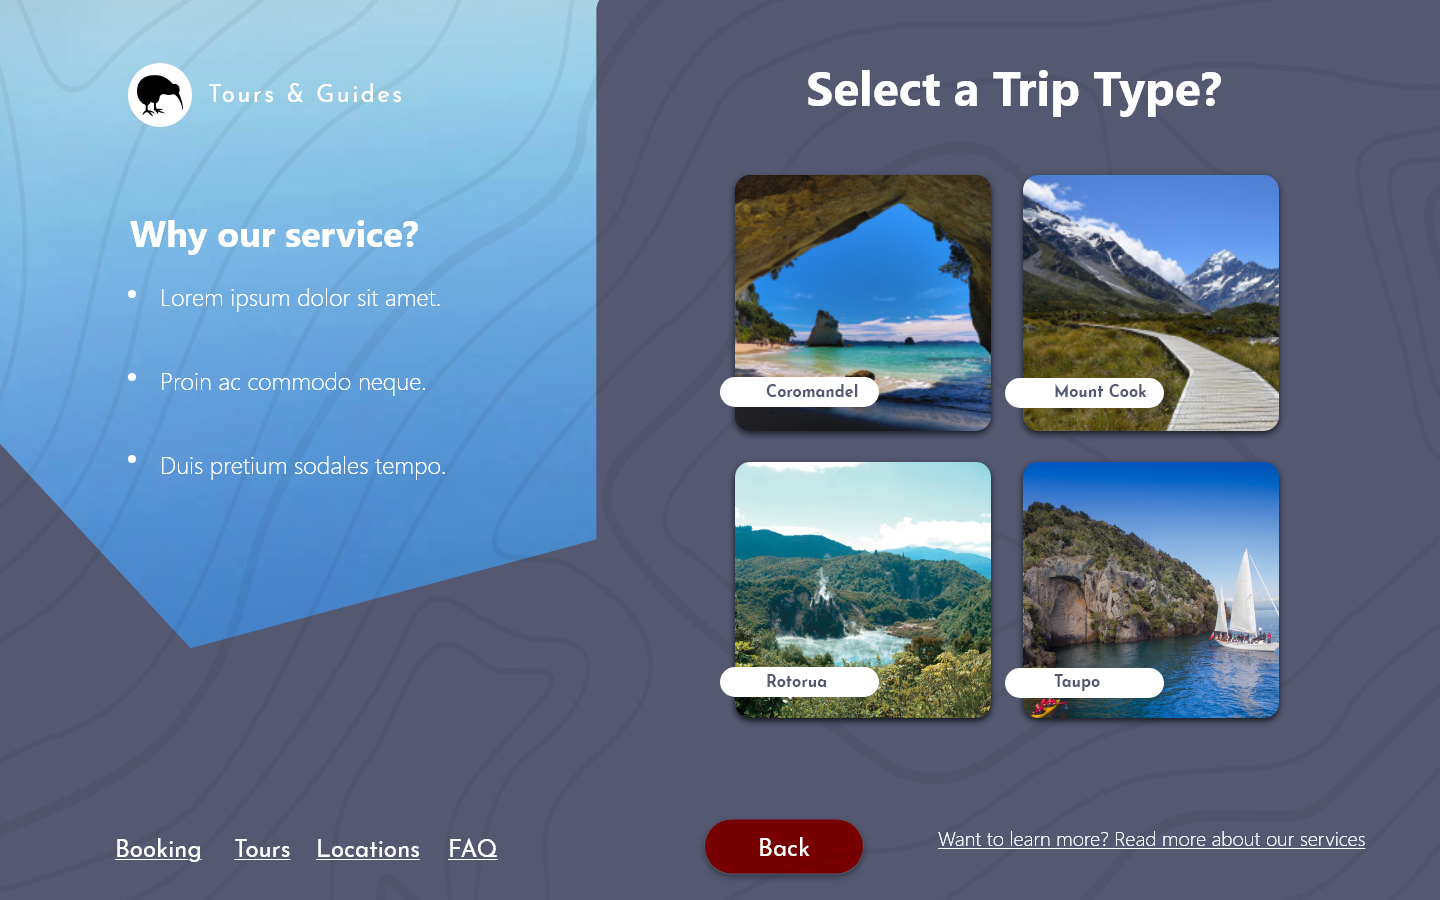 Tours & Guides
Why our service?
Lorem ipsum dolor sit amet.
Proin ac commodo neque.
Duis pretium sodales tempo.
Select a Trip Type?
Coromandel
Mount Cook
Rotorua
Taupo
Booking
Tours
Locations
FAQ
Back
Want to learn more? Read more about our services